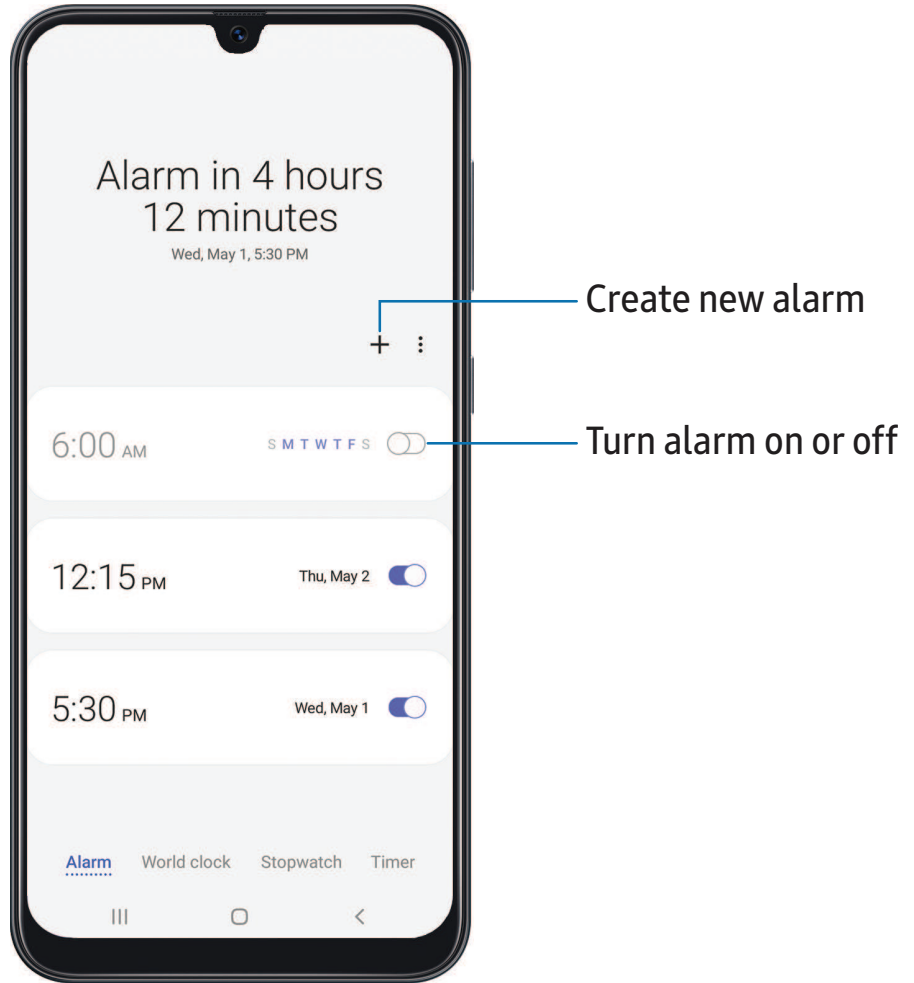 Alarm in 4 hours
12 minutes
Wed, May 1, 5:30 PM
Create new alarm
6:00 AM S M T W T F S
Turn alarm on or off
12:15 PM Thu, May 2
5:30 PM Wed, May 1
Alarm World clock Stopwatch Timer